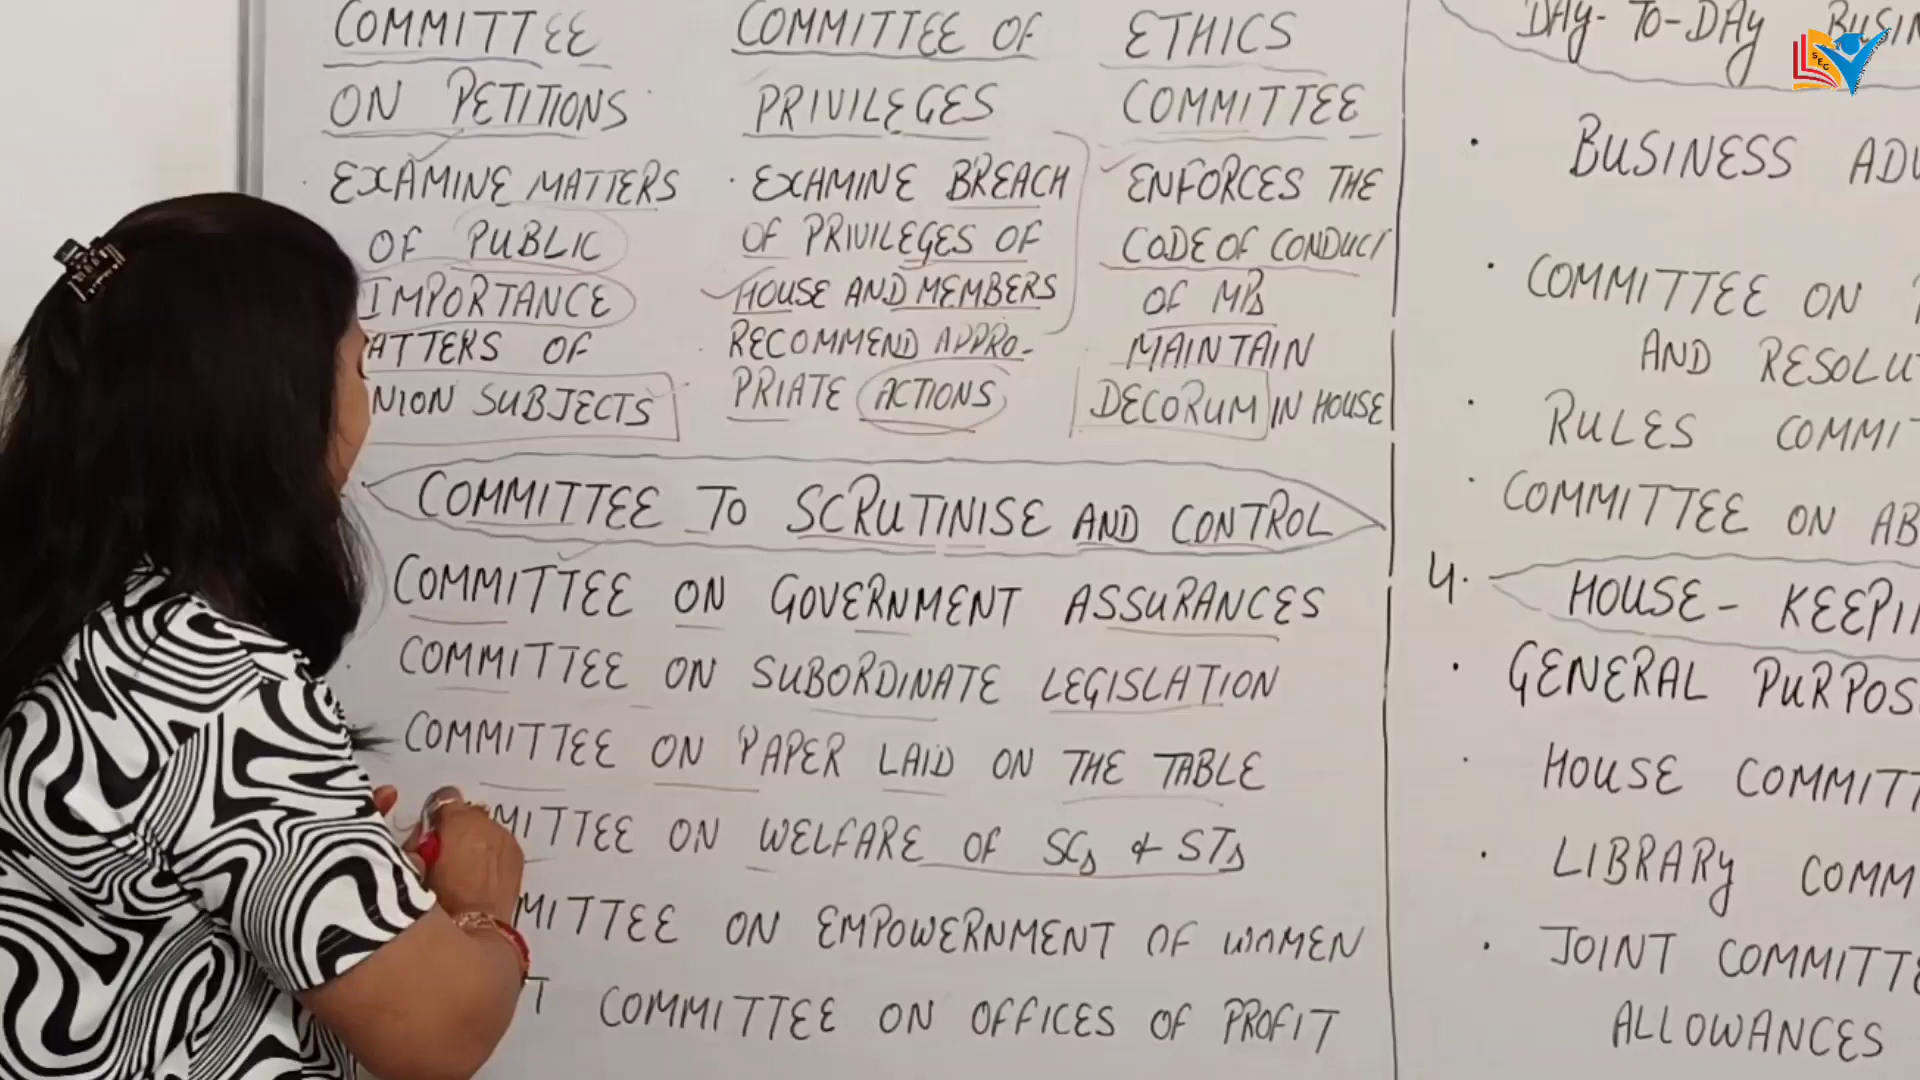 COMMITTEE
ON PETITIONS
EXAMINE MATTERS
OF PUBLIC
IMPORTANCE
ATTERS OF
NION SUBJECTS
COMMITTEE OF
PRIVILEGES
EXAMINE BREACH
OF PRIVILEGES OF
HOUSE AND MEMBERS
RECOMMEND APPRO-
PRIATE ACTIONS
ETHICS
COMMITTEE
ENFORCES THE
CODE OF CONDUCT
OF MPs
MAINTAIN
DECORUM IN HOUSE
COMMITTEE TO SCRUTINISE AND CONTROL
COMMITTEE ON GOVERNMENT ASSURANCES
COMMITTEE ON SUBORDINATE LEGISLATION
COMMITTEE ON PAPER LAID ON THE TABLE
MITTEE ON WELFARE OF SCs & STs
MITTEE ON EMPOWERNMENT OF WOMEN
T COMMITTEE ON OFFICES OF PROFIT
DAY-TO-DAY BUSIN
BUSINESS ADV
COMMITTEE ON
AND RESOLU
RULES COMMIT
COMMITTEE ON AB
4. HOUSE-KEEPIN
GENERAL PURPOS
HOUSE COMMITT
LIBRARY COMM
JOINT COMMITTE
ALLOWANCES
SEC